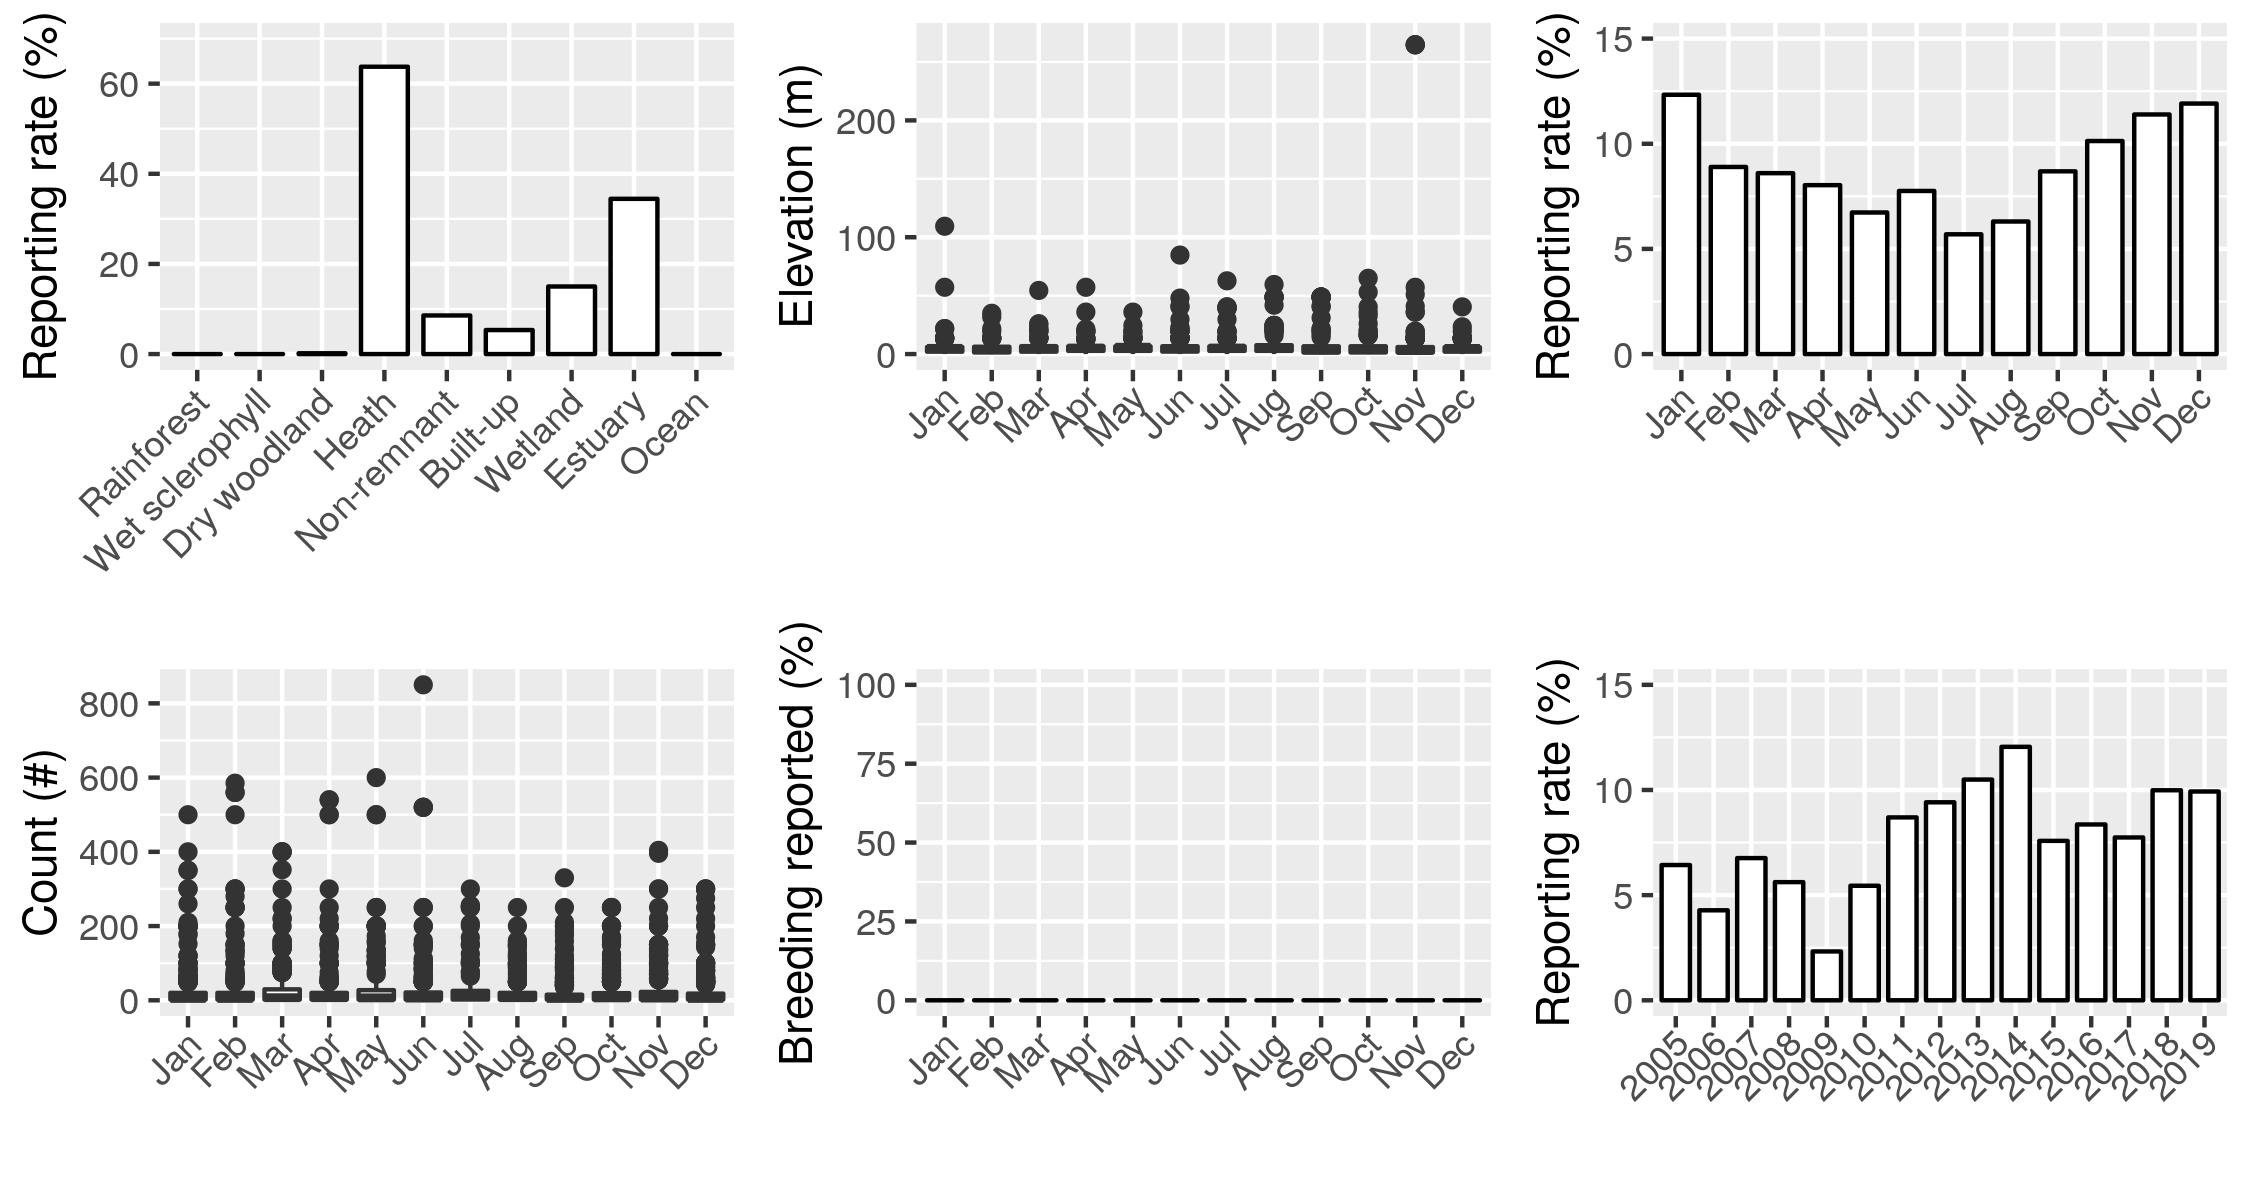 Reporting rate (%)
60
40
20
0
Rainforest
Wet sclerophyll
Dry woodland
Heath
Non-remnant
Built-up
Wetland
Estuary
Ocean
Elevation (m)
200
100
0
Jan
Feb
Mar
Apr
May
Jun
Jul
Aug
Sep
Oct
Nov
Dec
Reporting rate (%)
15
10
5
0
Jan
Feb
Mar
Apr
May
Jun
Jul
Aug
Sep
Oct
Nov
Dec
Count (#)
800
600
400
200
0
Jan
Feb
Mar
Apr
May
Jun
Jul
Aug
Sep
Oct
Nov
Dec
Breeding reported (%)
100
75
50
25
0
Jan
Feb
Mar
Apr
May
Jun
Jul
Aug
Sep
Oct
Nov
Dec
Reporting rate (%)
15
10
5
0
2005
2006
2007
2008
2009
2010
2011
2012
2013
2014
2015
2016
2017
2018
2019